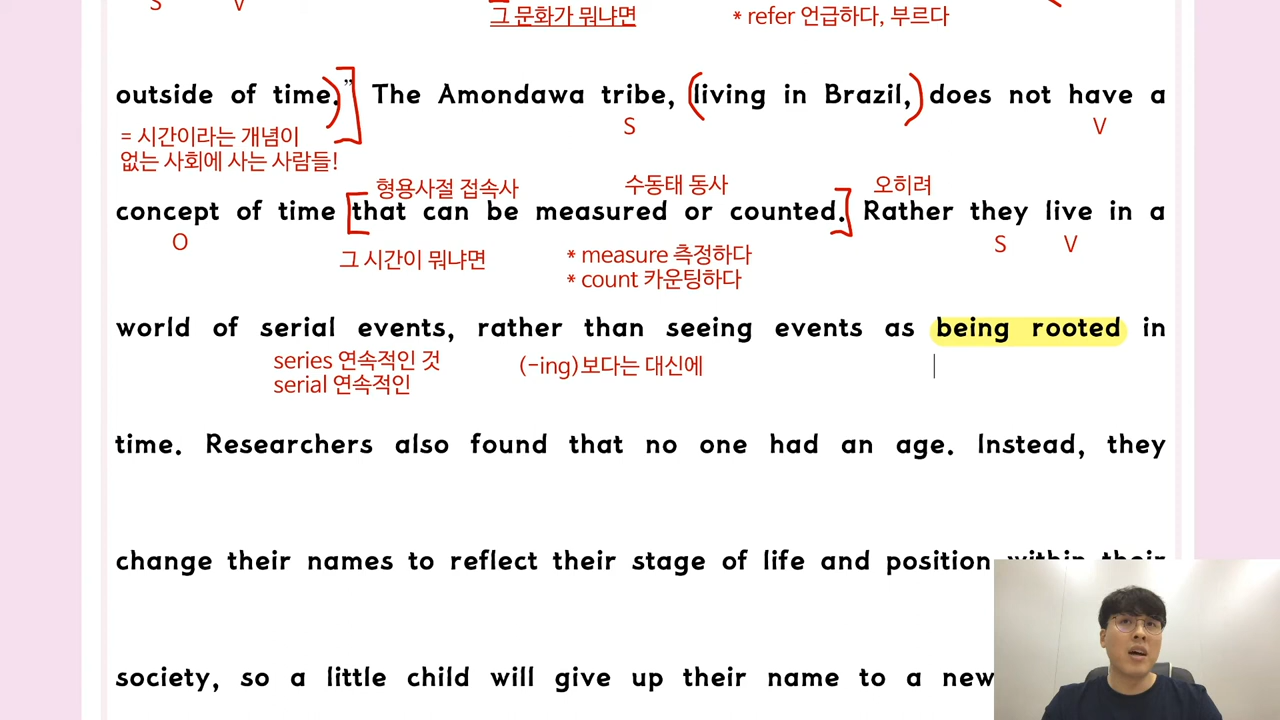 S V
그 문화가 뭐냐면 * refer 언급하다, 부르다
outside of time.” The Amondawa tribe, (living in Brazil,) does not have a
= 시간이라는 개념이 S V
없는 사회에 사는 사람들!
형용사절 접속사 수동태 동사 오히려
concept of time [that can be measured or counted.] Rather they live in a
O 그 시간이 뭐냐면 * measure 측정하다 S V
* count 카운팅하다
world of serial events, rather than seeing events as being rooted in
series 연속적인 것 (-ing)보다는 대신에
serial 연속적인
time. Researchers also found that no one had an age. Instead, they
change their names to reflect their stage of life and position within their
society, so a little child will give up their name to a new